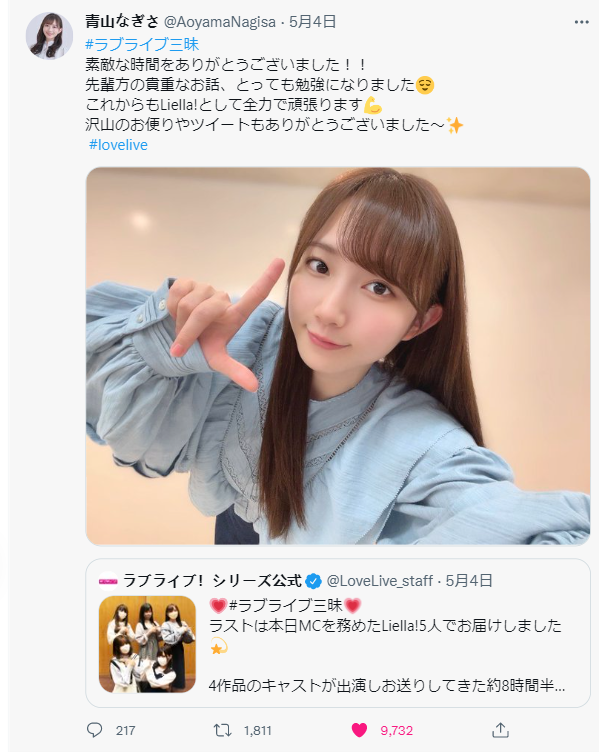 青山なぎさ @AoyamaNagisa · 5月4日
#ラブライブ三昧
素敵な時間をありがとうございました！！
先輩方の貴重なお話、とっても勉強になりました😌
これからもLiella!として全力で頑張ります💪
沢山のお便りやツイートもありがとうございました〜✨
#lovelive
ラブライブ！シリーズ公式 @LoveLive_staff · 5月4日
💗#ラブライブ三昧💗
ラストは本日MCを務めたLiella!5人でお届けしました
💫
4作品のキャストが出演しお送りしてきた約8時間半...
217 1,811 9,732